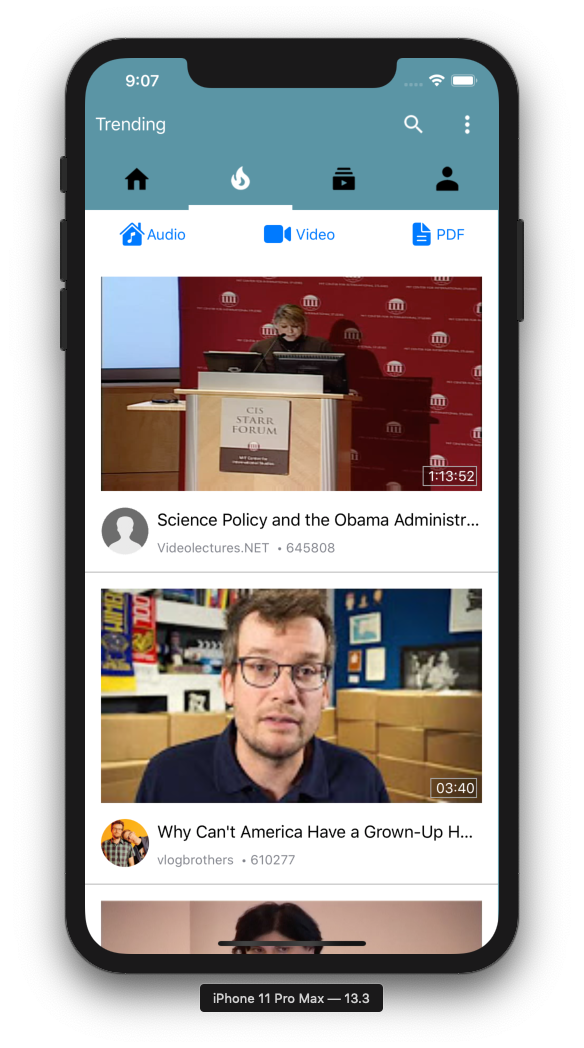 9:07
Trending
Audio
Video
PDF
CIS
STARR
FORUM
1:13:52
Science Policy and the Obama Administr...
Videolectures.NET • 645808
03:40
Why Can't America Have a Grown-Up H...
vlogbrothers • 610277
iPhone 11 Pro Max — 13.3